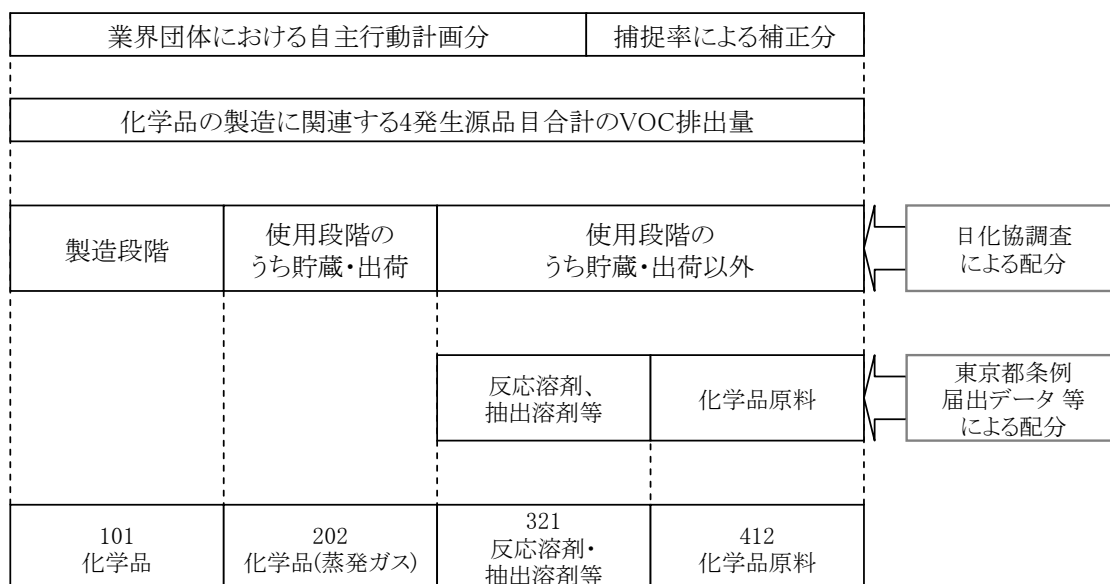 業界団体における自主行動計画分
捕捉率による補正分
化学品の製造に関連する4発生源品目合計のVOC排出量
製造段階
使用段階の
うち貯蔵・出荷
使用段階の
うち貯蔵・出荷以外
日化協調査
による配分
反応溶剤、
抽出溶剤等
化学品原料
東京都条例
届出データ 等
による配分
101
化学品
202
化学品(蒸発ガス)
321
反応溶剤・
抽出溶剤等
412
化学品原料